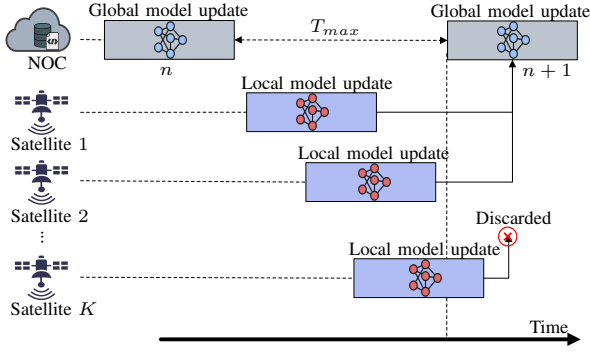 Global model update
Global model update
T_max
NOC
n
n + 1
Local model update
Satellite 1
Local model update
Satellite 2
Discarded
⋮
Local model update
Satellite K
Time